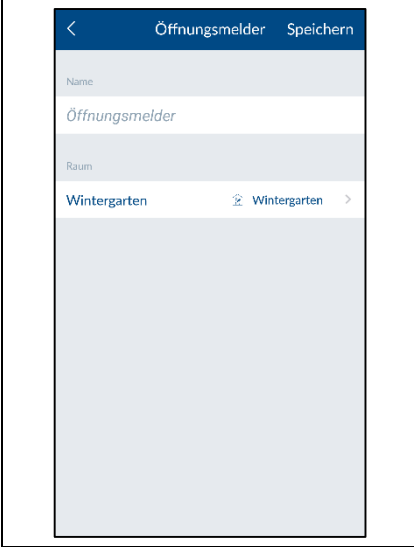 Öffnungsmelder Speichern
Name
Öffnungsmelder
Raum
Wintergarten Wintergarten